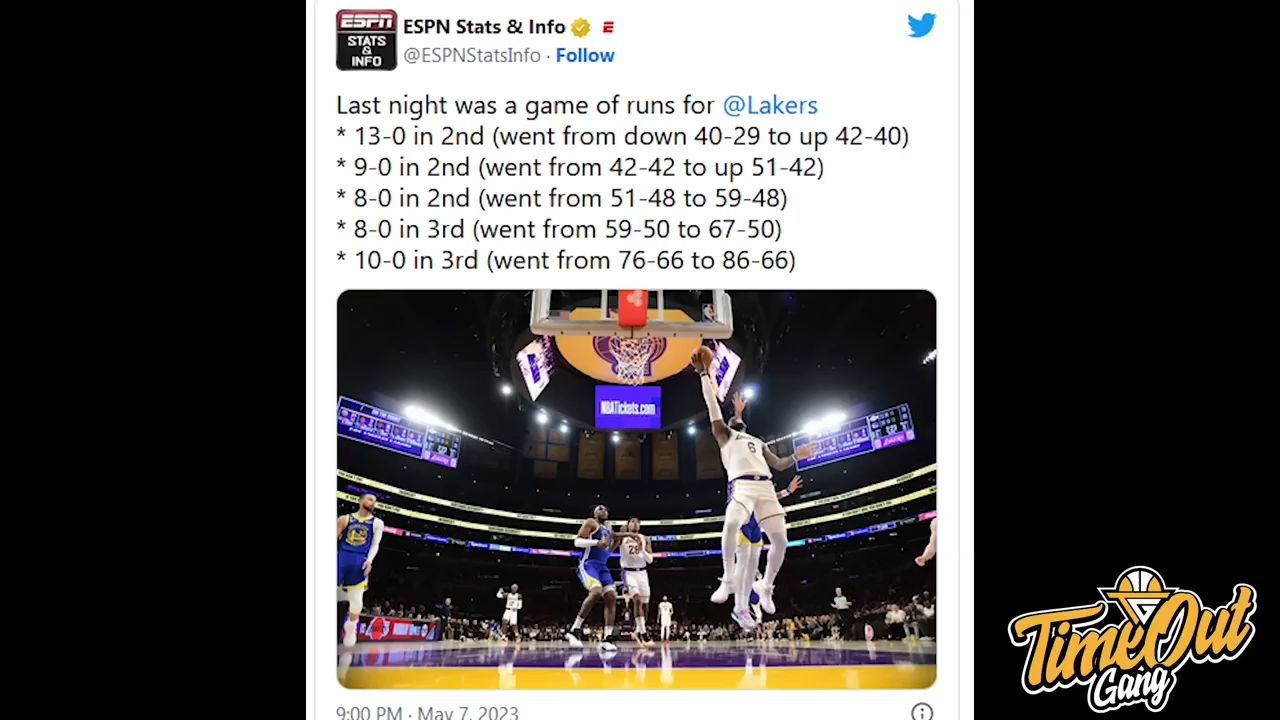 ESPN
STATS
&
INFO
ESPN Stats & Info
@ESPNStatsInfo · Follow
Last night was a game of runs for @Lakers
* 13-0 in 2nd (went from down 40-29 to up 42-40)
* 9-0 in 2nd (went from 42-42 to up 51-42)
* 8-0 in 2nd (went from 51-48 to 59-48)
* 8-0 in 3rd (went from 59-50 to 67-50)
* 10-0 in 3rd (went from 76-66 to 86-66)
NBATickets.com
6
28
9:00 PM · May 7, 2023
TimeOut
Gang